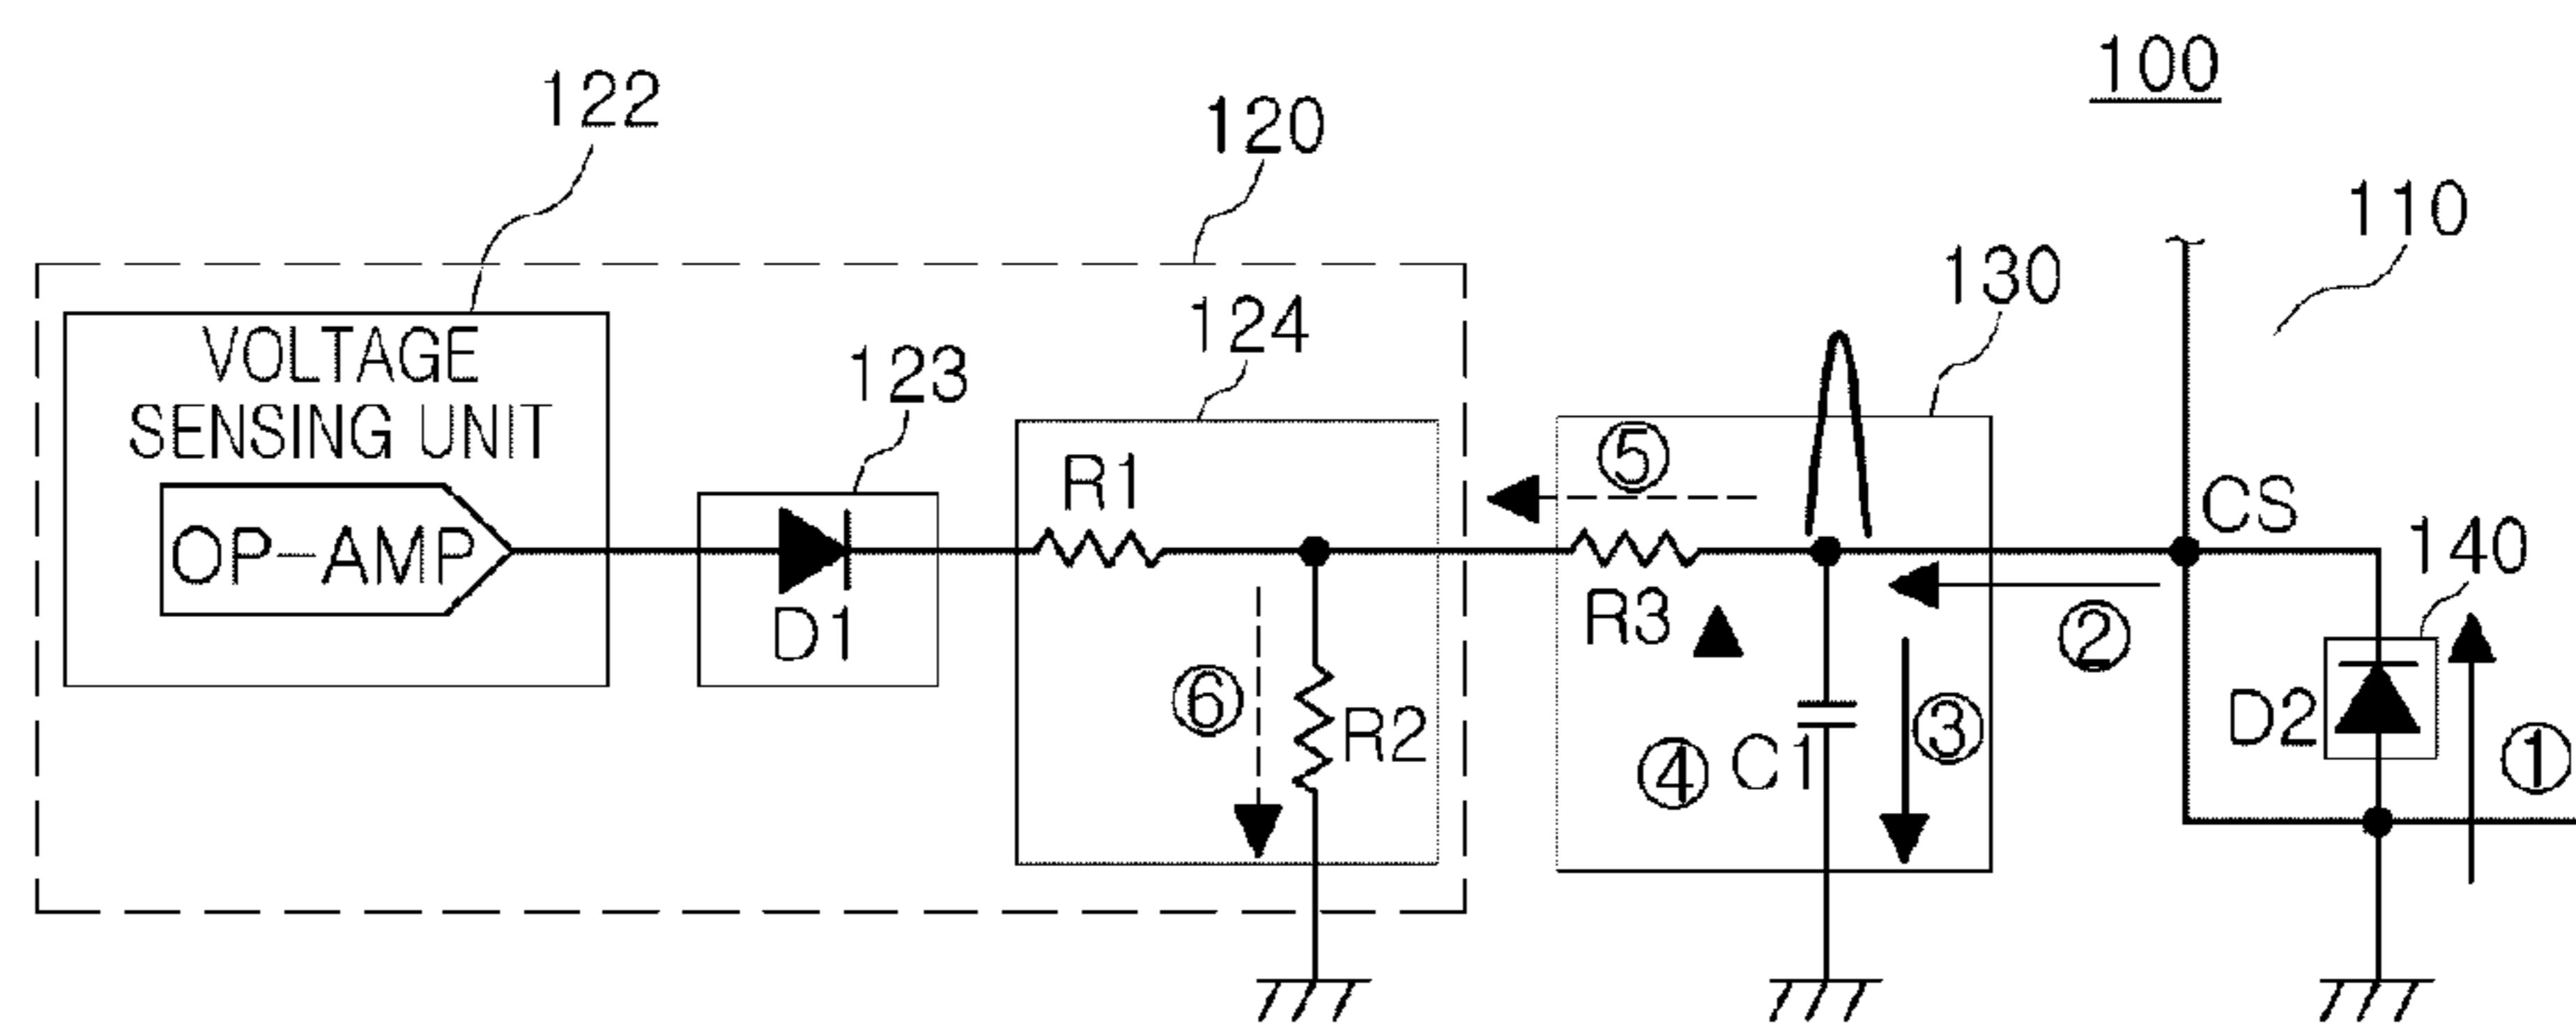 100
122
120
110
130
124
VOLTAGE
SENSING UNIT
123
⑤
R1
CS
140
OP-AMP
D1
R3
②
⑥
R2
④
C1
③
D2
①